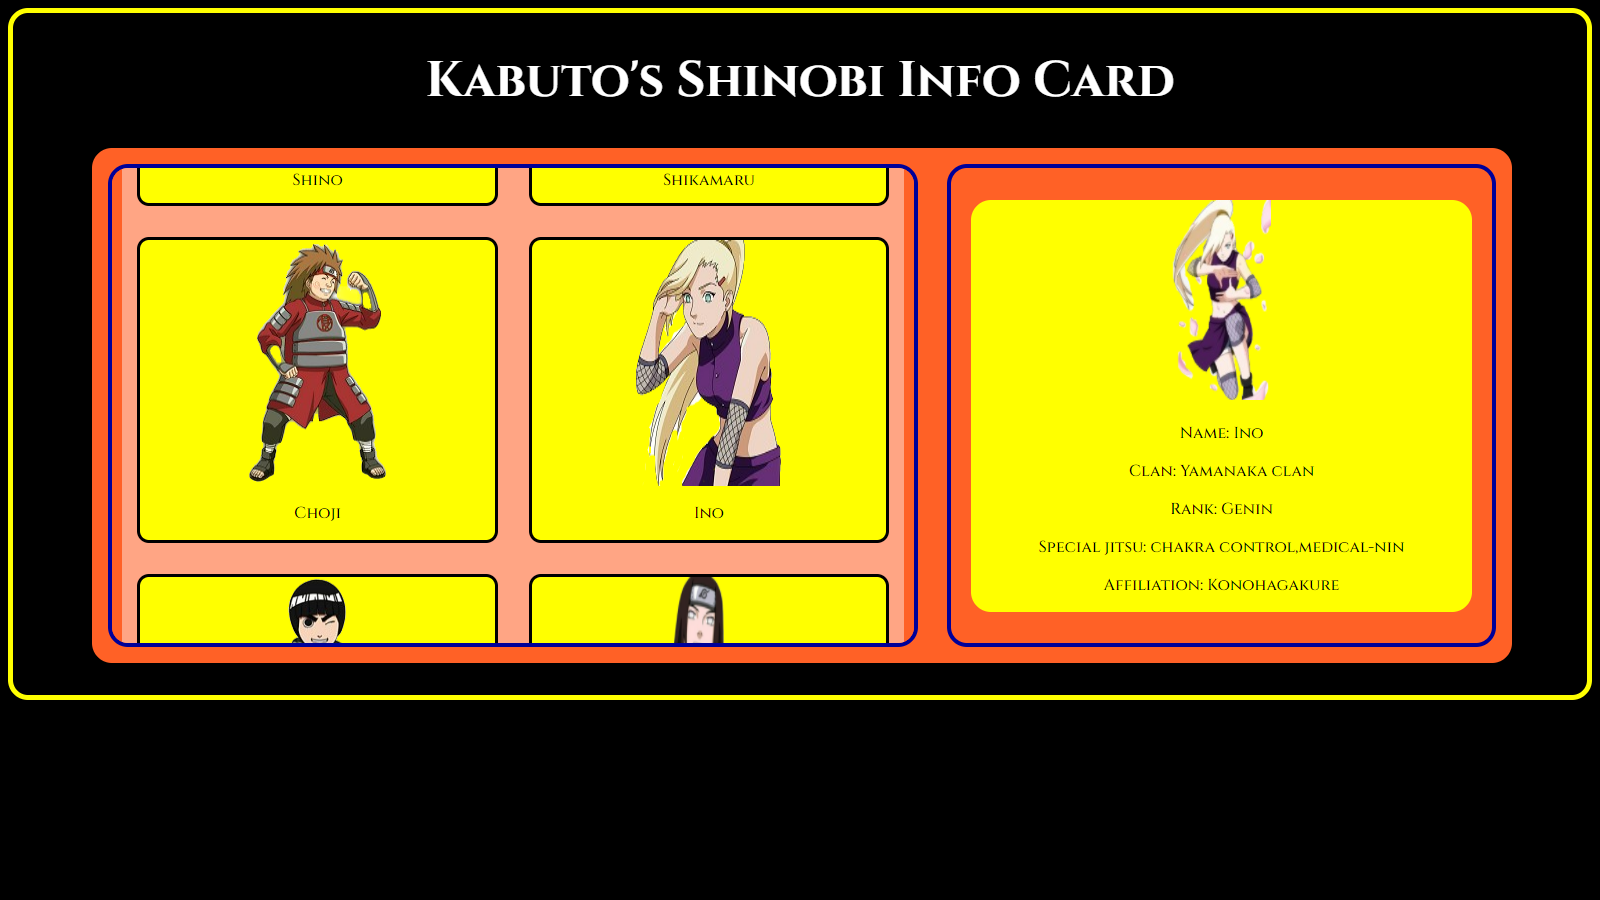 Kabuto's Shinobi Info Card
Shino
Shikamaru
Choji
Ino
Name: Ino
Clan: Yamanaka clan
Rank: Genin
Special jitsu: chakra control,medical-nin
Affiliation: Konohagakure